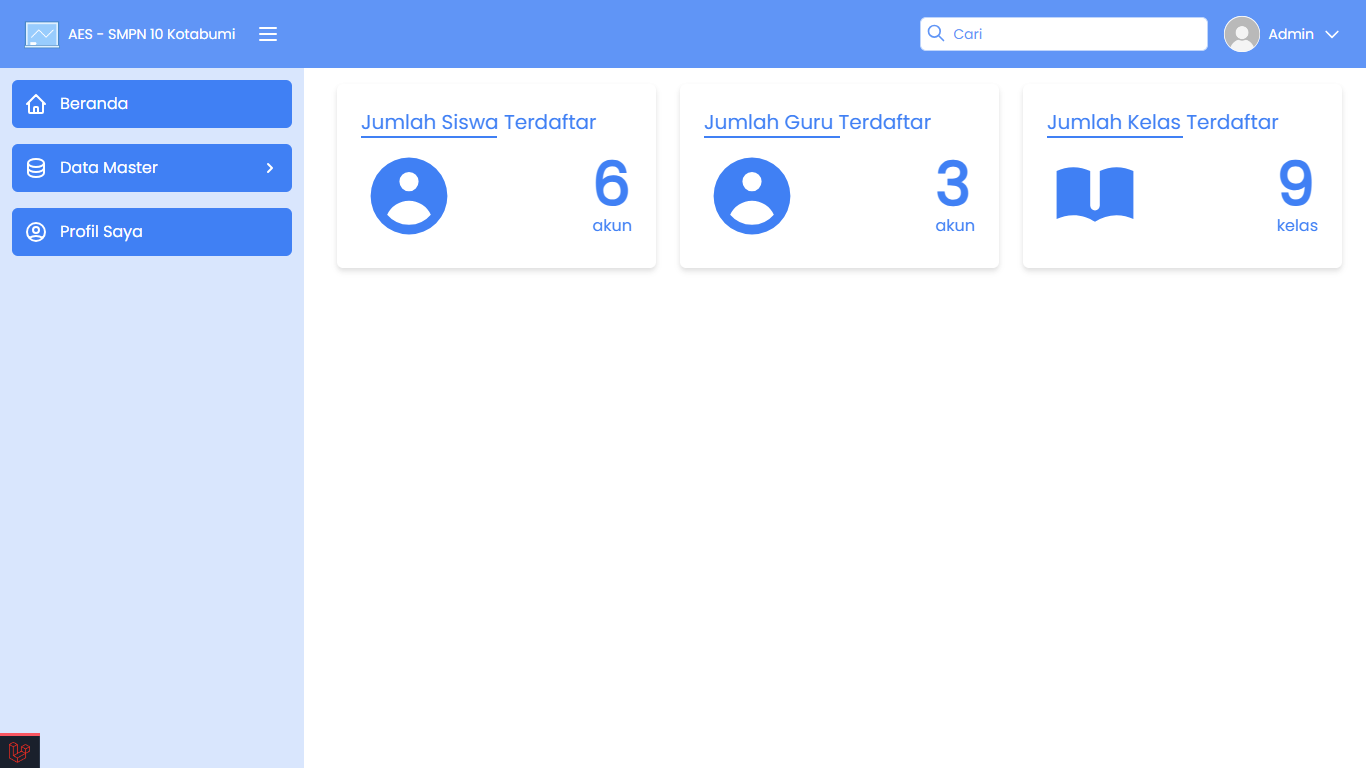 AES - SMPN 10 Kotabumi
Cari
Admin
Beranda
Data Master
Profil Saya
Jumlah Siswa Terdaftar
6
akun
Jumlah Guru Terdaftar
3
akun
Jumlah Kelas Terdaftar
9
kelas